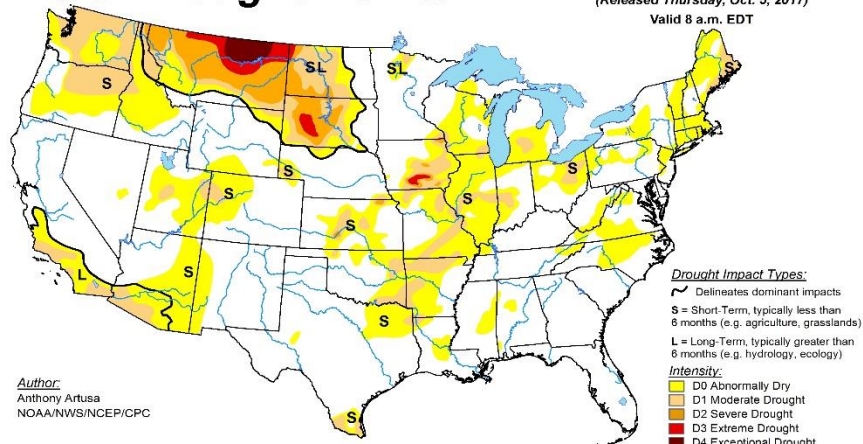 (Released Thursday, Oct. 5, 2017)
Valid 8 a.m. EDT
S
SL
SL
S
S
S
S
S
S
S
L
S
S
S
Drought Impact Types:
Delineates dominant impacts
S = Short-Term, typically less than
6 months (e.g. agriculture, grasslands)
L = Long-Term, typically greater than
6 months (e.g. hydrology, ecology)
Intensity:
D0 Abnormally Dry
D1 Moderate Drought
D2 Severe Drought
D3 Extreme Drought
D4 Exceptional Drought
Author:
Anthony Artusa
NOAA/NWS/NCEP/CPC